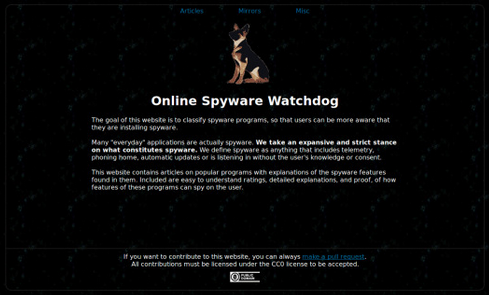 Articles Mirrors Misc
Online Spyware Watchdog
The goal of this website is to classify spyware programs, so that users can be more aware that
they are installing spyware.
Many "everyday" applications are actually spyware. We take an expansive and strict stance
on what constitutes spyware. We define spyware as anything that includes telemetry,
phoning home, automatic updates or is listening in without the user's knowledge or consent.
This website contains articles on popular programs with explanations of the spyware features
found in them. Included are easy to understand ratings, detailed explanations, and proof, of how
features of these programs can spy on the user.
If you want to contribute to this website, you can always make a pull request.
All contributions must be licensed under the CC0 license to be accepted.
PUBLIC
DOMAIN